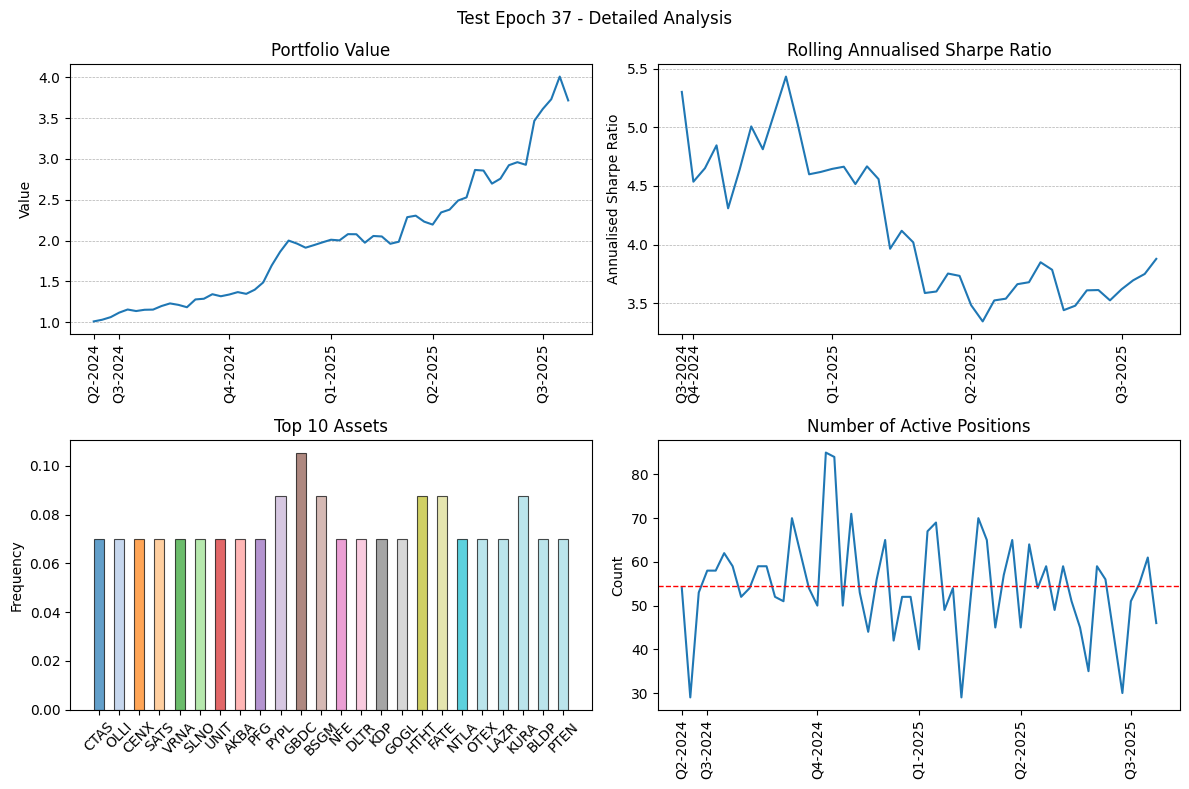 Test Epoch 37 - Detailed Analysis
Portfolio Value
Value
4.0
3.5
3.0
2.5
2.0
1.5
1.0
Q2-2024
Q3-2024
Q4-2024
Q1-2025
Q2-2025
Q3-2025
Rolling Annualised Sharpe Ratio
Annualised Sharpe Ratio
5.5
5.0
4.5
4.0
3.5
Q3-2024
Q4-2024
Q1-2025
Q2-2025
Q3-2025
Top 10 Assets
Frequency
0.10
0.08
0.06
0.04
0.02
0.00
CTAS
OLLI
CENX
SATS
VRNA
SLNO
UNIT
AKBA
PFG
PYPL
GBDC
BSGM
NFE
DLTR
KDP
GOGL
HTHT
FATE
NTLA
OTEX
LAZR
KURA
BLDP
PTEN
Number of Active Positions
Count
80
70
60
50
40
30
Q2-2024
Q3-2024
Q4-2024
Q1-2025
Q2-2025
Q3-2025